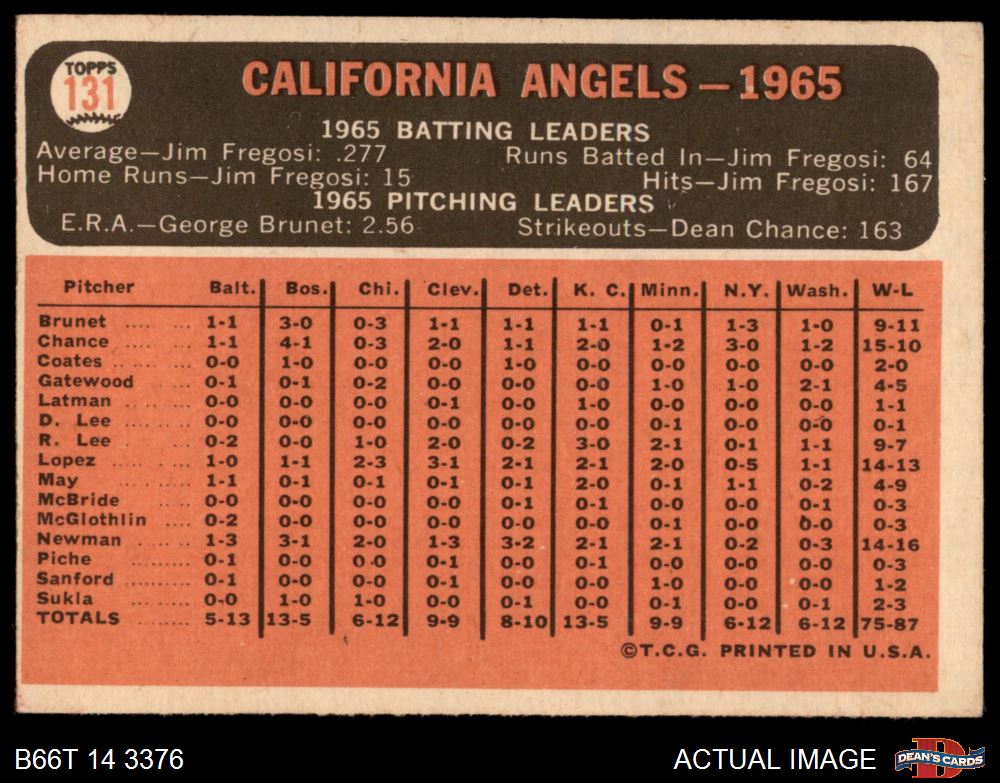 TOPPS
131
CALIFORNIA ANGELS — 1965
1965 BATTING LEADERS
Average—Jim Fregosi: .277 Runs Batted In—Jim Fregosi: 64
Home Runs—Jim Fregosi: 15 Hits—Jim Fregosi: 167
1965 PITCHING LEADERS
E.R.A.—George Brunet: 2.56 Strikeouts—Dean Chance: 163
Pitcher Balt. Bos. Chi. Clev. Det. K. C. Minn. N.Y. Wash. W-L
Brunet ..... ... 1-1 3-0 0-3 1-1 1-1 1-1 0-1 1-3 1-0 9-11
Chance ..... ... 1-1 4-1 0-3 2-0 1-1 2-0 1-2 3-0 1-2 15-10
Coates ..... ... 0-0 1-0 0-0 0-0 1-0 0-0 0-0 0-0 0-0 2-0
Gatewood .... 0-1 0-1 0-2 0-0 0-0 0-0 1-0 1-0 2-1 4-5
Latman ..... ... 0-0 0-0 0-0 0-1 0-0 1-0 0-0 0-0 0-0 1-1
D. Lee ..... ... 0-0 0-0 0-0 0-0 0-0 0-0 0-1 0-0 0-0 0-1
R. Lee ..... ... 0-2 0-0 1-0 2-0 0-2 3-0 2-1 0-1 1-1 9-7
Lopez ..... .... 1-0 1-1 2-3 3-1 2-1 2-1 2-0 0-5 1-1 14-13
May ..... .... 1-1 0-1 0-1 0-1 0-1 2-0 0-1 1-1 0-2 4-9
McBride .... 0-0 0-0 0-0 0-0 0-1 0-0 0-1 0-0 0-1 0-3
McGlothlin .... 0-2 0-0 0-0 0-0 0-0 0-0 0-1 0-0 0-0 0-3
Newman ..... ... 1-3 3-1 2-0 1-3 3-2 2-1 2-1 0-2 0-3 14-16
Piche ......... 0-1 0-0 0-0 0-1 0-0 0-1 0-0 0-0 0-0 0-3
Sanford ......... 0-1 0-0 0-0 0-1 0-0 0-0 1-0 0-0 0-0 1-2
Sukla ... ...... 0-0 1-0 1-0 0-0 0-1 0-0 0-1 0-0 0-1 2-3
TOTALS ........ 5-13 13-5 6-12 9-9 8-10 13-5 9-9 6-12 6-12 75-87
©T.C.G. PRINTED IN U.S.A.
B66T 14 3376 ACTUAL IMAGE DEAN'S CARDS